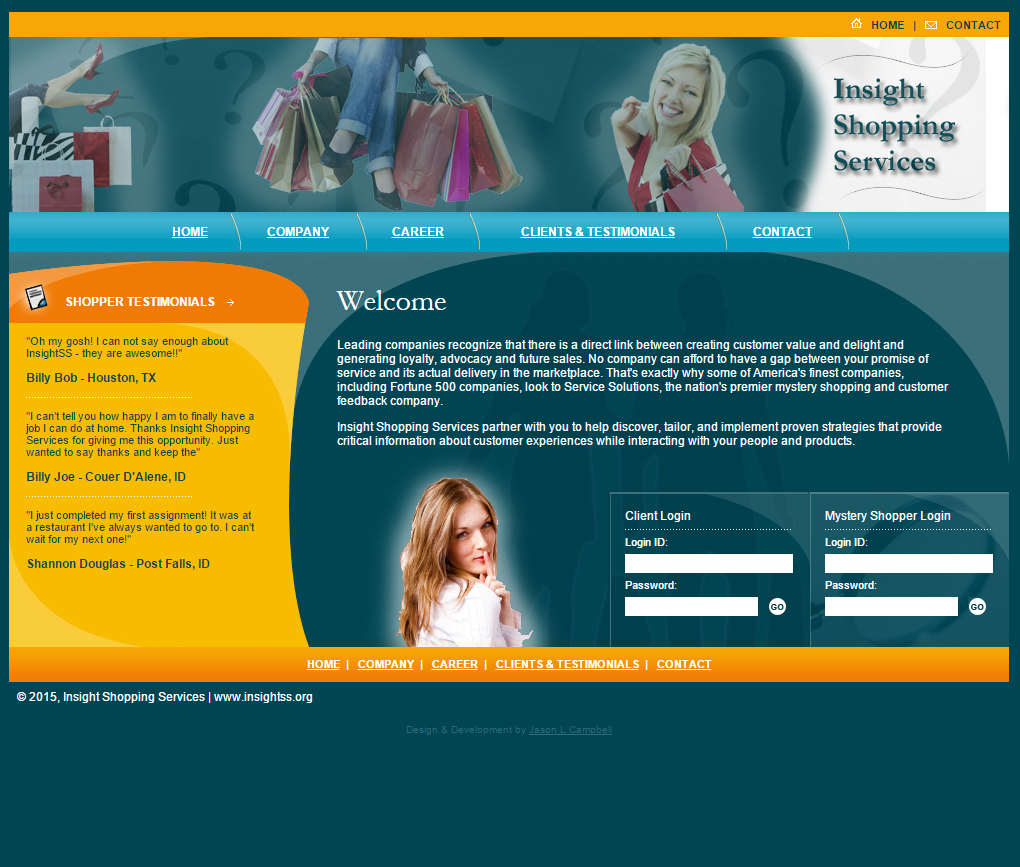 HOME | CONTACT
Insight
Shopping
Services
HOME
COMPANY
CAREER
CLIENTS & TESTIMONIALS
CONTACT
SHOPPER TESTIMONIALS
"Oh my gosh! I can not say enough about
InsightSS - they are awesome!!"
Billy Bob - Houston, TX
"I can't tell you how happy I am to finally have a
job I can do at home. Thanks Insight Shopping
Services for giving me this opportunity. Just
wanted to say thanks and keep the"
Billy Joe - Couer D'Alene, ID
"I just completed my first assignment! It was at
a restaurant I've always wanted to go to. I can't
wait for my next one!"
Shannon Douglas - Post Falls, ID
Welcome
Leading companies recognize that there is a direct link between creating customer value and delight and
generating loyalty, advocacy and future sales. No company can afford to have a gap between your promise of
service and its actual delivery in the marketplace. That's exactly why some of America's finest companies,
including Fortune 500 companies, look to Service Solutions, the nation's premier mystery shopping and customer
feedback company.
Insight Shopping Services partner with you to help discover, tailor, and implement proven strategies that provide
critical information about customer experiences while interacting with your people and products.
Client Login
Login ID:
Password:
GO
Mystery Shopper Login
Login ID:
Password:
GO
HOME | COMPANY | CAREER | CLIENTS & TESTIMONIALS | CONTACT
© 2015, Insight Shopping Services | www.insightss.org
Design & Development by Jason L Campbell